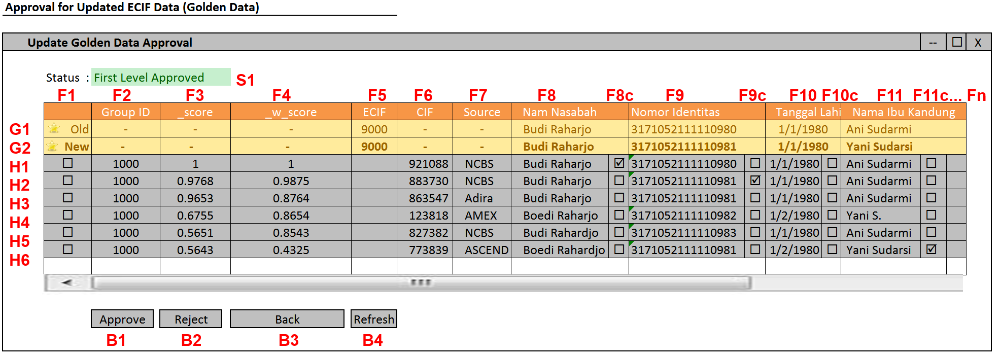 Approval for Updated ECIF Data (Golden Data)
Update Golden Data Approval -- X
Status : First Level Approved S1
F1 F2 F3 F4 F5 F6 F7 F8 F8c F9 F9c F10 F10c F11 F11c... Fn
Group ID _score _w_score ECIF CIF Source Nam Nasabah Nomor Identitas Tanggal Lahi Nama Ibu Kandung
G1 Old - - - 9000 - - Budi Raharjo 3171052111110980 1/1/1980 Ani Sudarmi
G2 New - - - 9000 - - Budi Raharjo 3171052111110981 1/1/1980 Yani Sudarsi
H1 1000 1 1 921088 NCBS Budi Raharjo 3171052111110980 1/1/1980 Ani Sudarmi
H2 1000 0.9768 0.9875 883730 NCBS Budi Raharjo 3171052111110981 1/1/1980 Ani Sudarmi
H3 1000 0.9653 0.8764 863547 Adira Budi Raharjo 3171052111110981 1/1/1980 Ani Sudarmi
H4 1000 0.6755 0.8654 123818 AMEX Boedi Raharjo 3171052111110982 1/2/1980 Yani S.
H5 1000 0.5651 0.8543 827382 NCBS Budi Rahardjo 3171052111110983 1/1/1980 Ani Sudarmi
H6 1000 0.5643 0.4325 773839 ASCEND Boedi Rahardjo 3171052111110981 1/2/1980 Yani Sudarsi
Approve Reject Back Refresh
B1 B2 B3 B4